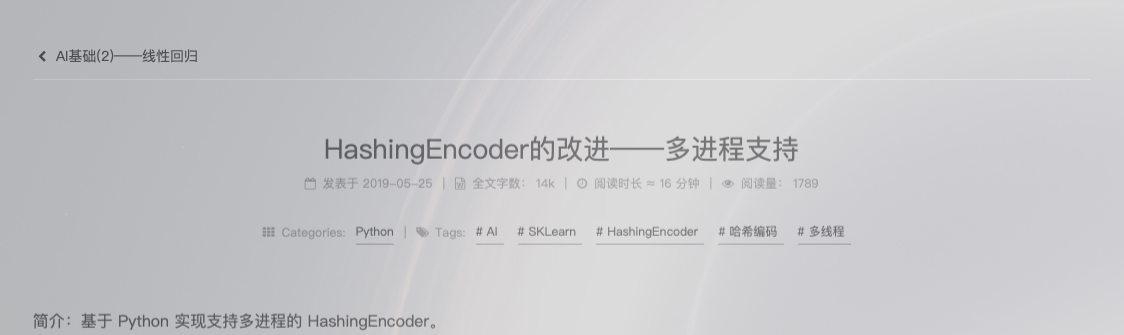 AI基础(2)——线性回归
HashingEncoder的改进——多进程支持
发表于 2019-05-25 | 全文字数: 14k | 阅读时长 ≈ 16 分钟 | 阅读量: 1789
Categories: Python | Tags: # AI # SKLearn # HashingEncoder # 哈希编码 # 多线程
简介:基于 Python 实现支持多进程的 HashingEncoder。